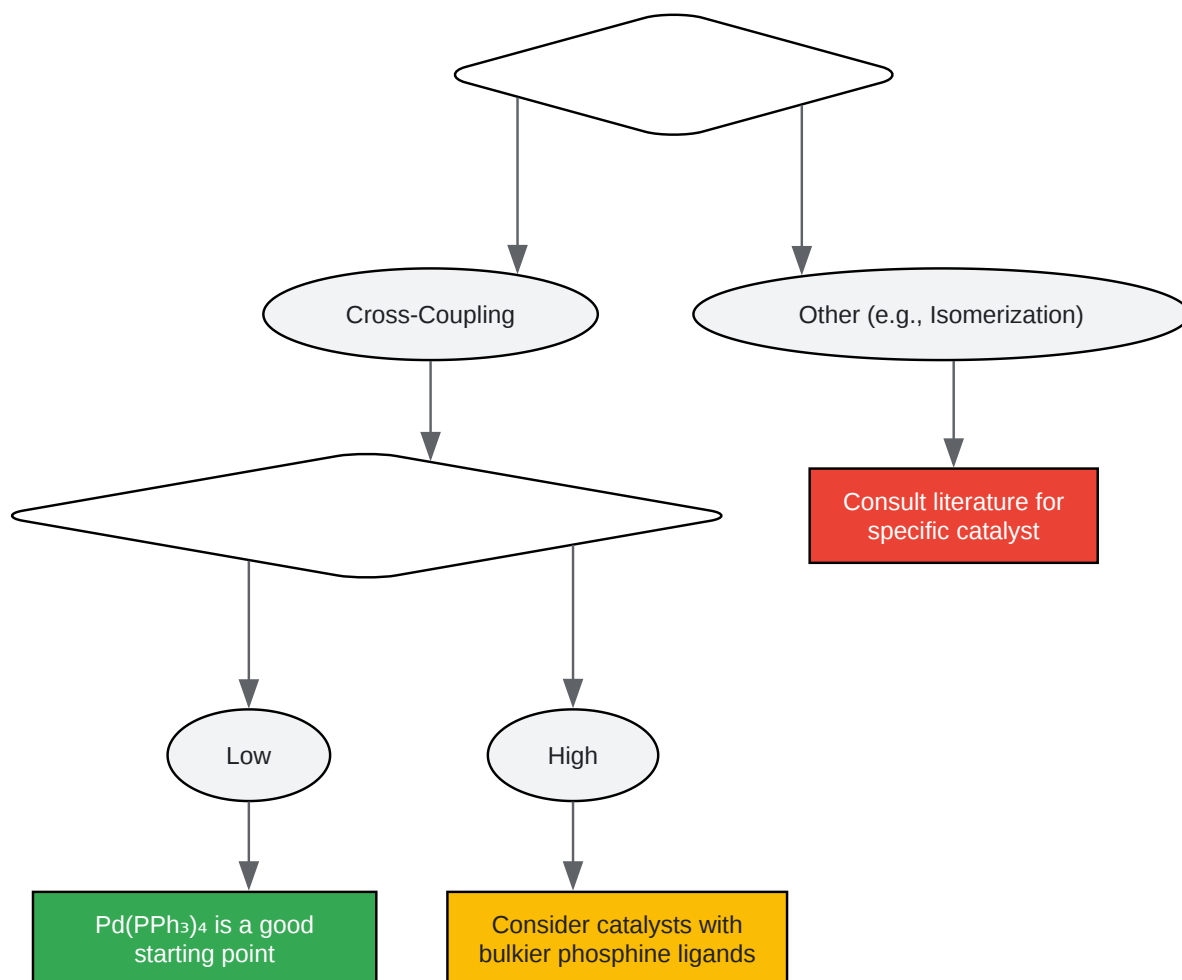 Cross-Coupling
Other (e.g., Isomerization)
Consult literature for
specific catalyst
Low
High
Pd(PPh₃)₄ is a good
starting point
Consider catalysts with
bulkier phosphine ligands